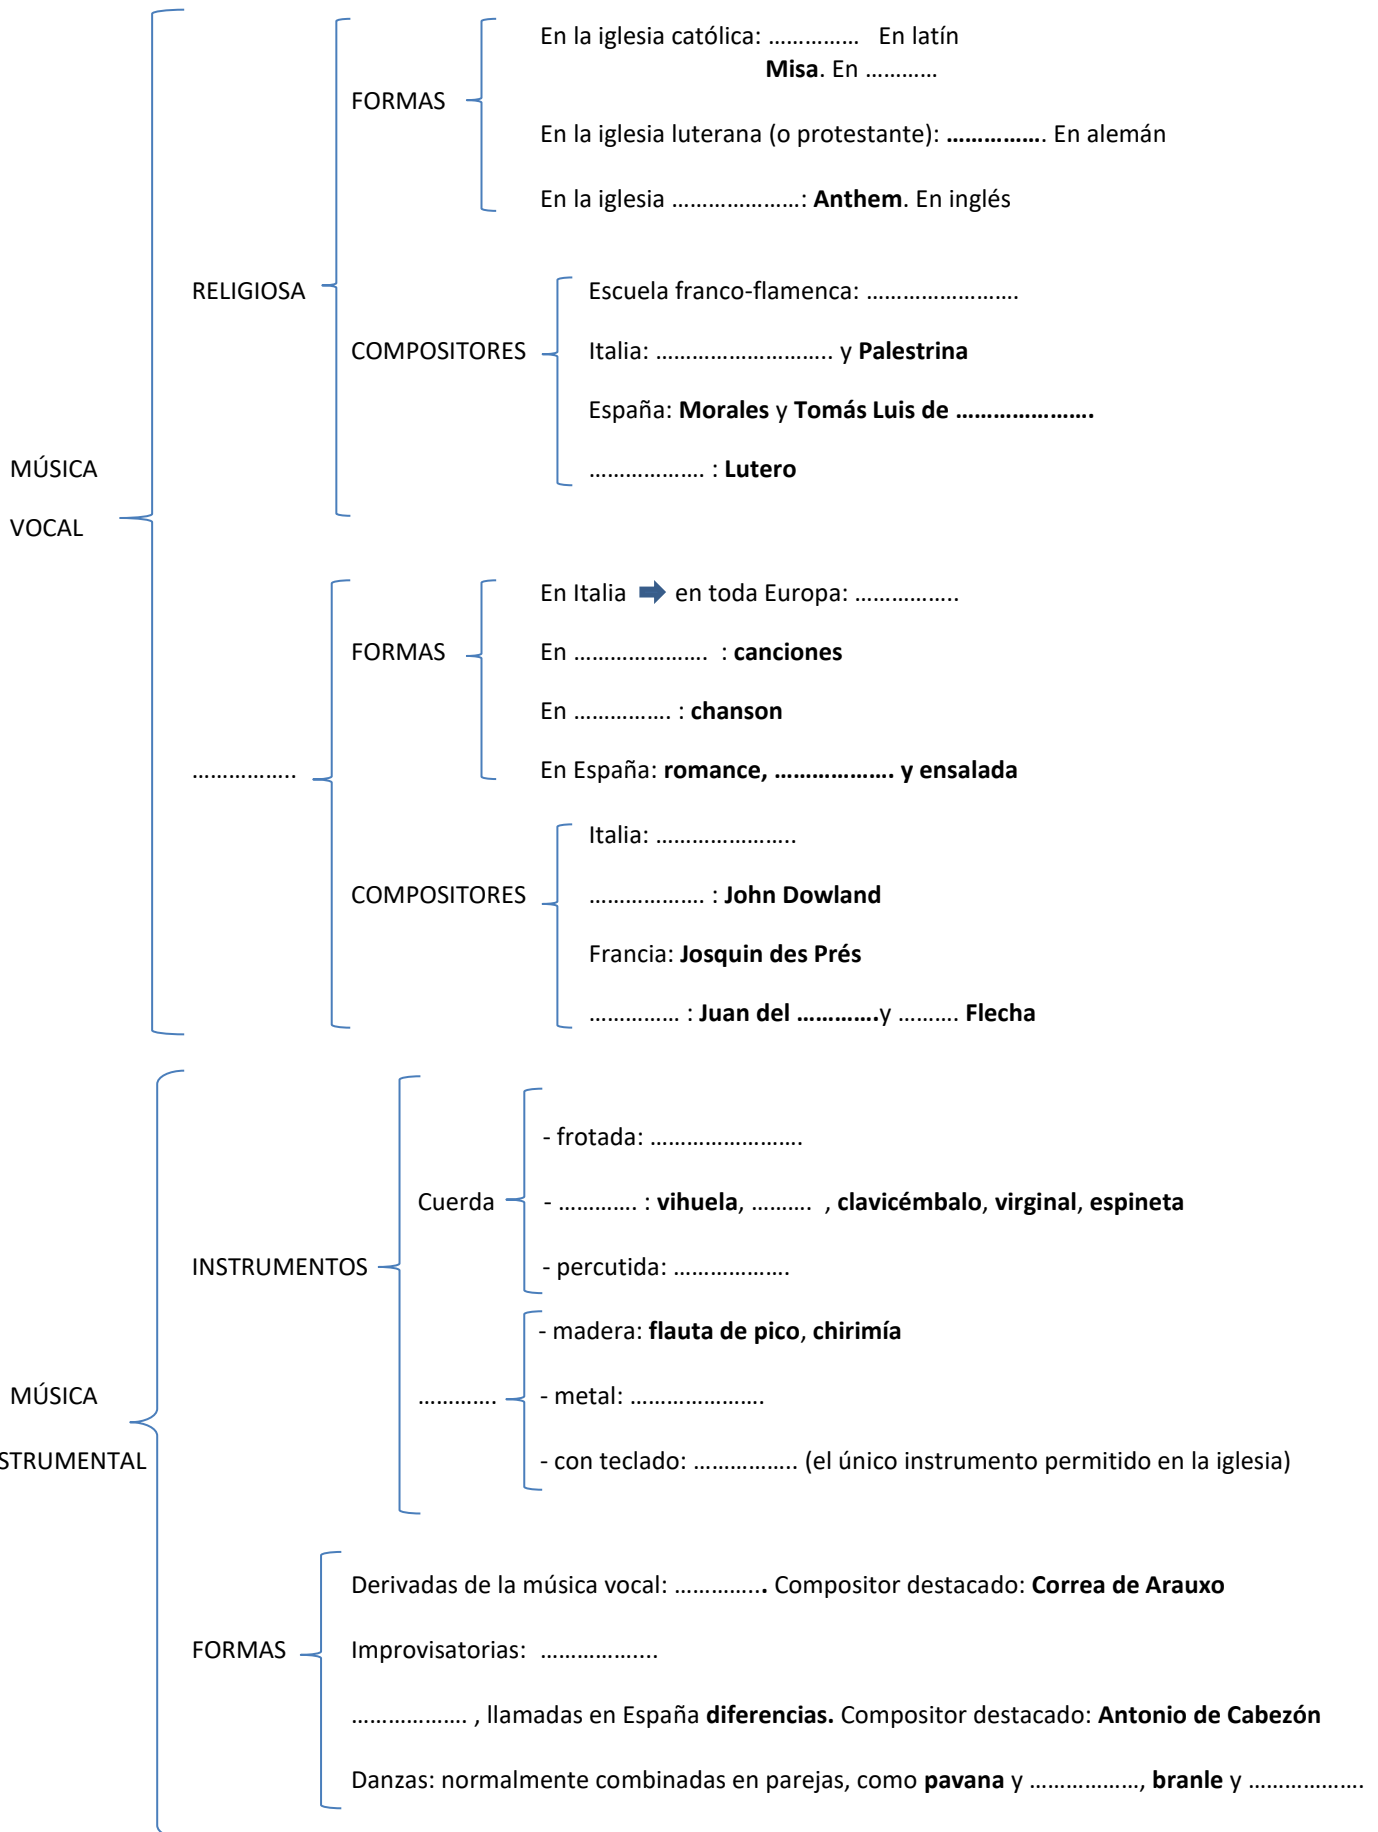 En la iglesia católica: …………… En latín
Misa. En …………
FORMAS
En la iglesia luterana (o protestante): ……………. En alemán
En la iglesia …………………: Anthem. En inglés
RELIGIOSA
Escuela franco-flamenca: …………………….
COMPOSITORES
Italia: ……………………….. y Palestrina
España: Morales y Tomás Luis de ………………….
MÚSICA
………………. : Lutero
VOCAL
En Italia en toda Europa: ……………..
FORMAS
En …………………. : canciones
En ……………. : chanson
……………..
En España: romance, ………………. y ensalada
Italia: …………………..
COMPOSITORES
………………. : John Dowland
Francia: Josquin des Prés
…………… : Juan del ………….y ………. Flecha
- frotada: …………………….
Cuerda
- …………. : vihuela, ………. , clavicémbalo, virginal, espineta
INSTRUMENTOS
- percutida: ……………….
- madera: flauta de pico, chirimía
MÚSICA
………….
- metal: ………………….
STRUMENTAL
- con teclado: …………….. (el único instrumento permitido en la iglesia)
Derivadas de la música vocal: ………….. . Compositor destacado: Correa de Arauxo
FORMAS
Improvisatorias: ……………....
………………. , llamadas en España diferencias. Compositor destacado: Antonio de Cabezón
Danzas: normalmente combinadas en parejas, como pavana y ………………, branle y ……………….